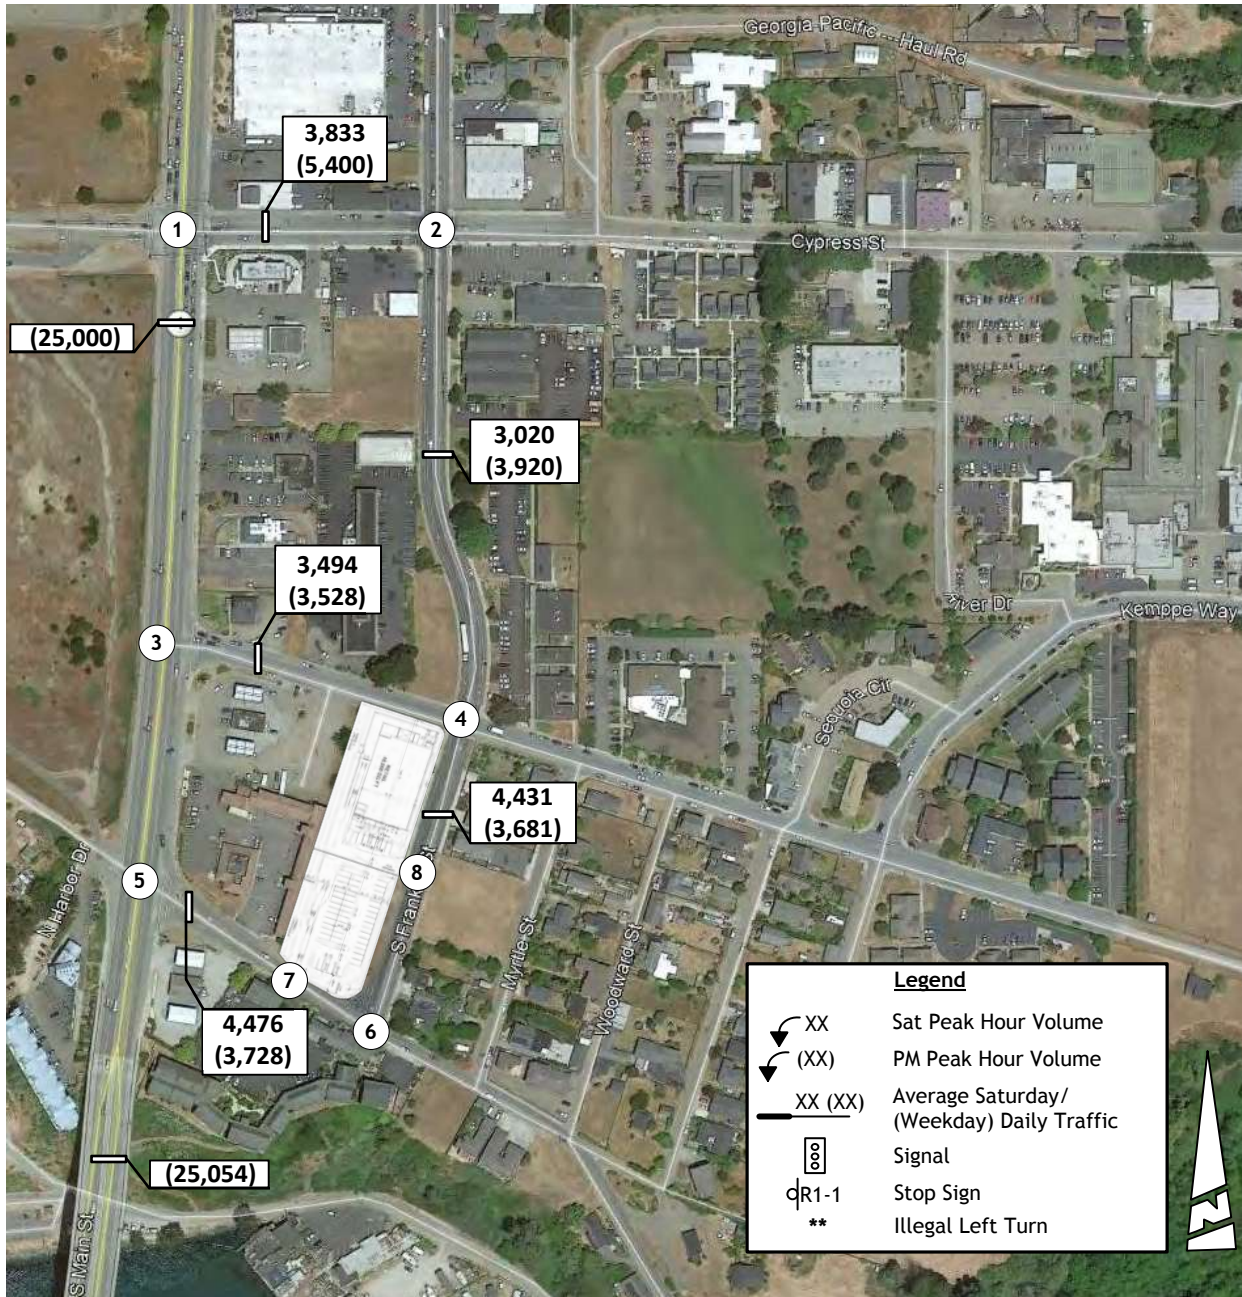 Georgia Pacific Haul Rd
3,833
(5,400)
1
2
Cypress St
(25,000)
3,020
(3,920)
3,494
(3,528)
River Dr
Kemppe Way
3
4
Sequoia Cir
4,431
(3,681)
N Harbor Dr
5
8
S Frank
St
Myrtle St
Woodward St
7
6
4,476
(3,728)
(25,054)
S Main St
Legend
XX Sat Peak Hour Volume
(XX) PM Peak Hour Volume
XX (XX) Average Saturday/
(Weekday) Daily Traffic
Signal
R1-1 Stop Sign
** Illegal Left Turn
N